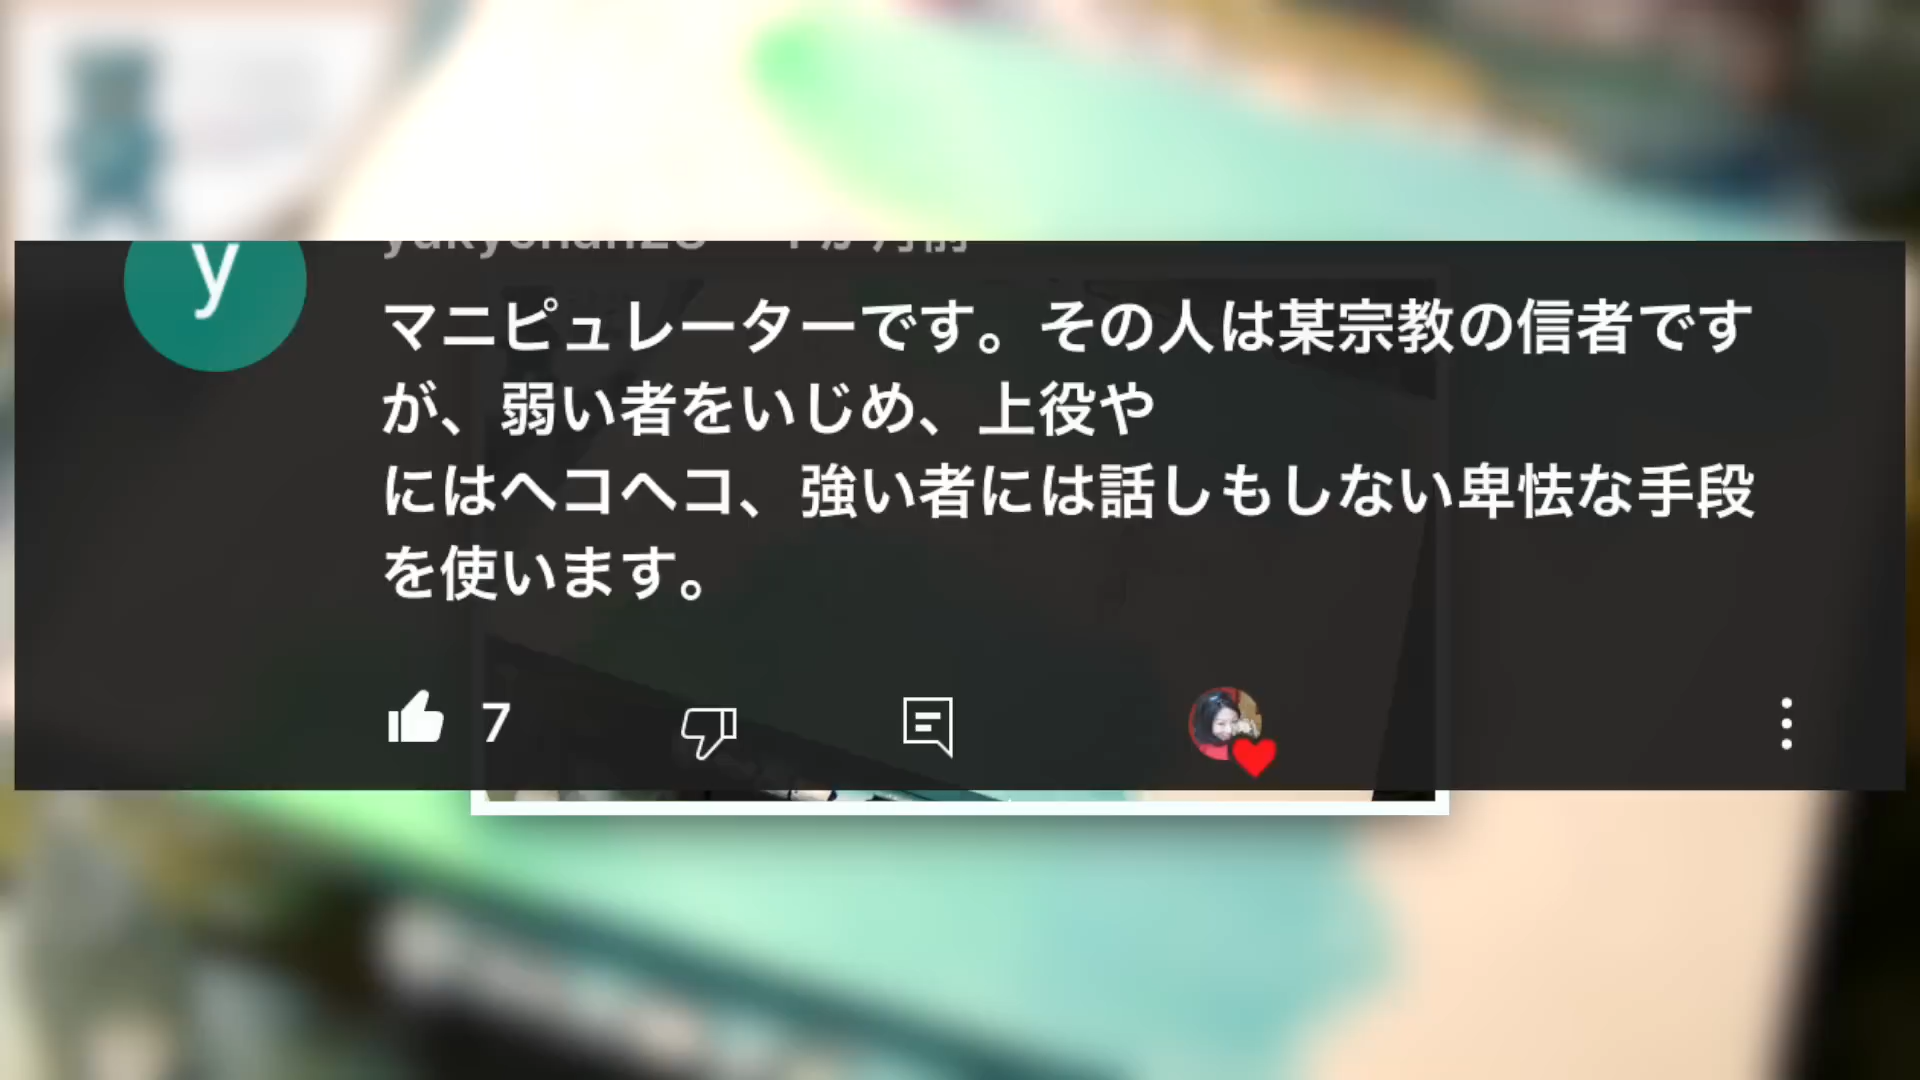 y
マニピュレーターです。その人は某宗教の信者です
が、弱い者をいじめ、上役や
にはヘコヘコ、強い者には話しもしない卑怯な手段
を使います。
7